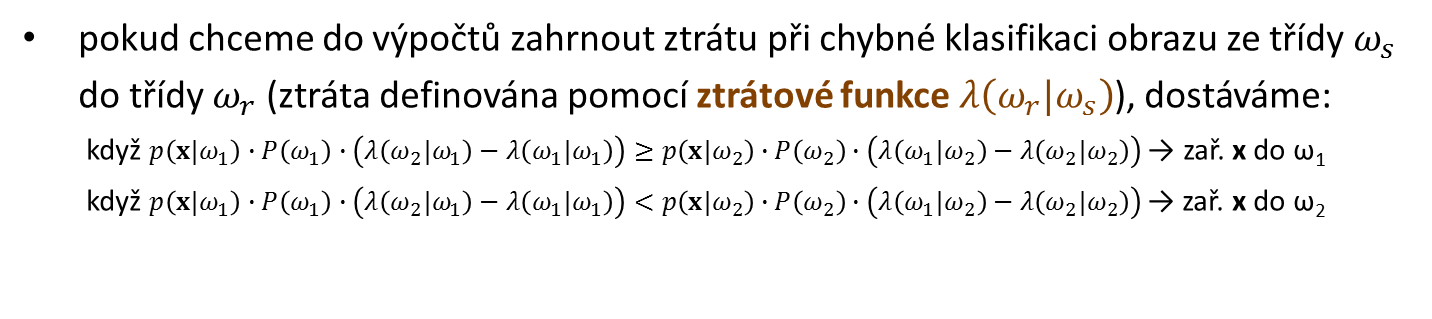 • pokud chceme do výpočtů zahrnout ztrátu při chybné klasifikaci obrazu ze třídy 𝜔ₛ
do třídy 𝜔ᵣ (ztráta definována pomocí ztrátové funkce 𝜆(𝜔ᵣ|𝜔ₛ)), dostáváme:
když 𝑝(𝐱|𝜔₁) ∙ 𝑃(𝜔₁) ∙ (𝜆(𝜔₂|𝜔₁) − 𝜆(𝜔₁|𝜔₁)) ≥ 𝑝(𝐱|𝜔₂) ∙ 𝑃(𝜔₂) ∙ (𝜆(𝜔₁|𝜔₂) − 𝜆(𝜔₂|𝜔₂)) → zař. x do ω₁
když 𝑝(𝐱|𝜔₁) ∙ 𝑃(𝜔₁) ∙ (𝜆(𝜔₂|𝜔₁) − 𝜆(𝜔₁|𝜔₁)) < 𝑝(𝐱|𝜔₂) ∙ 𝑃(𝜔₂) ∙ (𝜆(𝜔₁|𝜔₂) − 𝜆(𝜔₂|𝜔₂)) → zař. x do ω₂